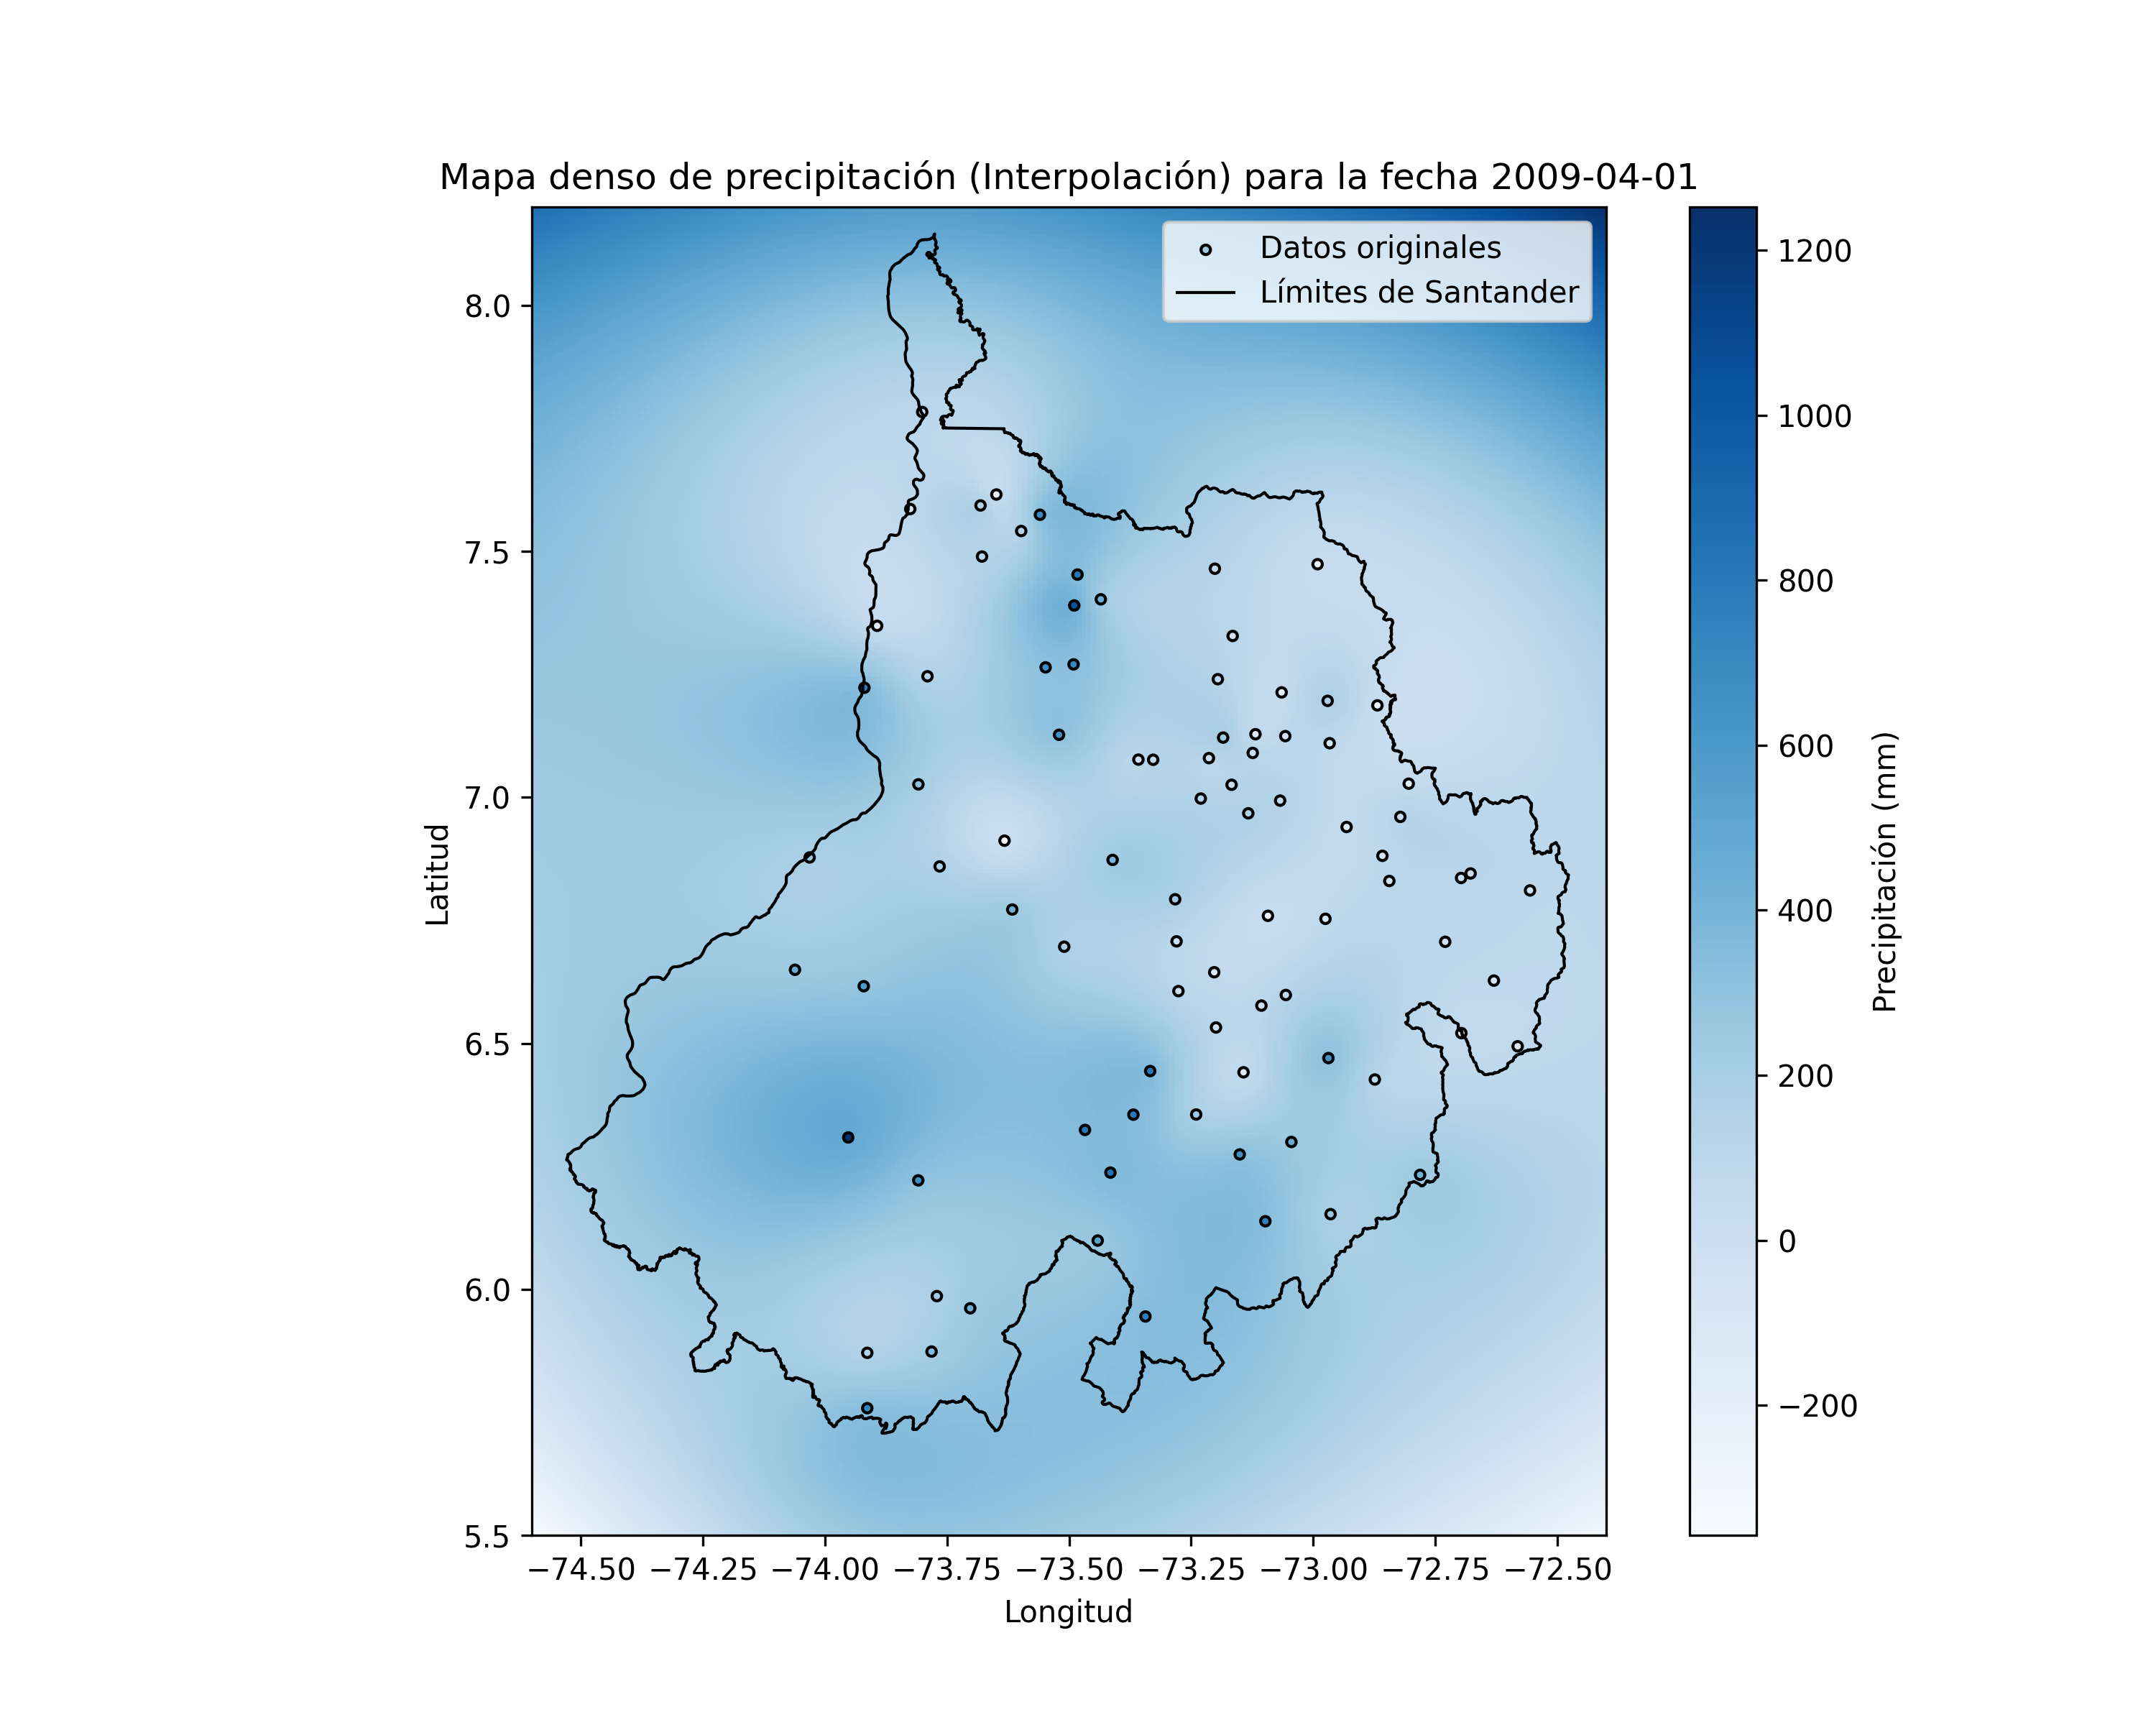 Mapa denso de precipitación (Interpolación) para la fecha 2009-04-01
Datos originales
Límites de Santander
8.0
7.5
7.0
6.5
6.0
5.5
Latitud
−74.50 −74.25 −74.00 −73.75 −73.50 −73.25 −73.00 −72.75 −72.50
Longitud
1200
1000
800
600
400
200
0
−200
Precipitación (mm)